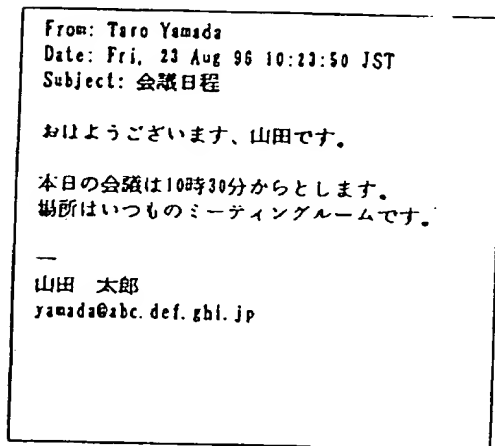 From: Taro Yamada
Date: Fri, 23 Aug 96 10:23:50 JST
Subject: 会議日程
おはようございます、山田です。
本日の会議は10時30分からとします。
場所はいつものミーティングルームです。
—
山田　太郎
yamada@abc.def.ghi.jp